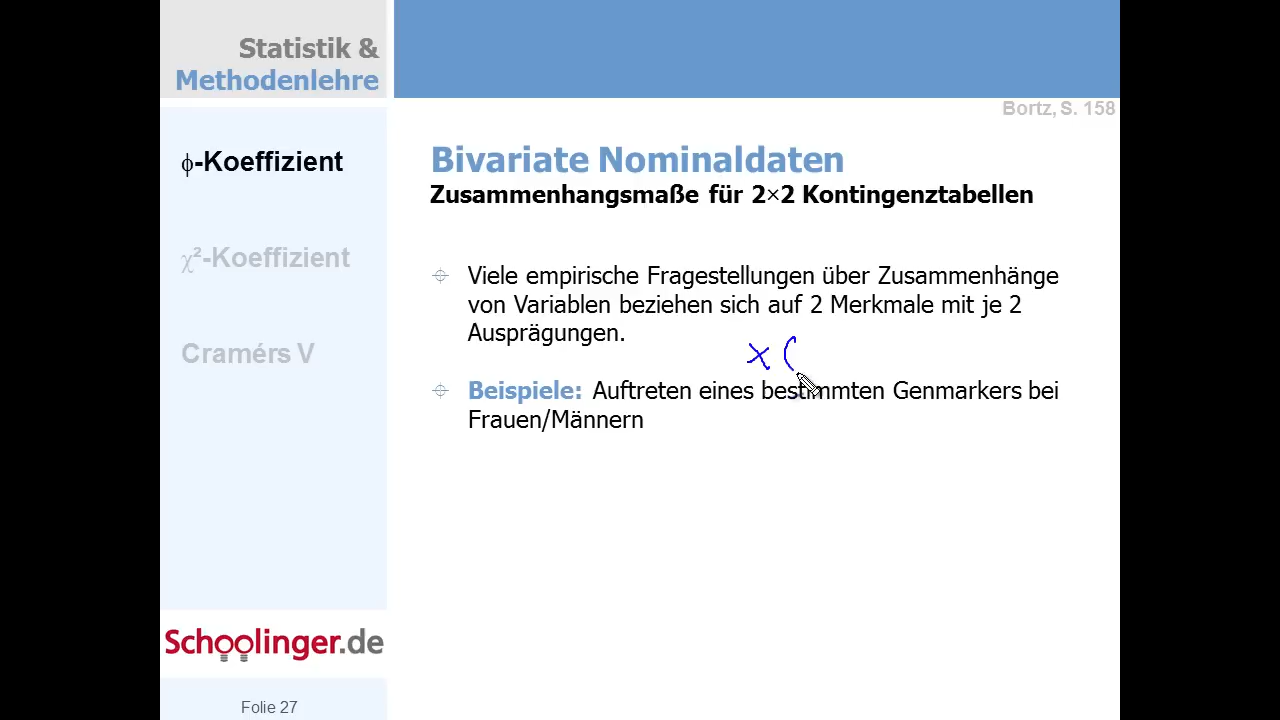 Statistik &
Methodenlehre
Bortz, S. 158
ϕ-Koeffizient
χ²-Koeffizient
Cramérs V
Bivariate Nominaldaten
Zusammenhangsmaße für 2×2 Kontingenztabellen
Viele empirische Fragestellungen über Zusammenhänge
von Variablen beziehen sich auf 2 Merkmale mit je 2
Ausprägungen.
x (
Beispiele: Auftreten eines bestimmten Genmarkers bei
Frauen/Männern
Schoolinger.de
Folie 27